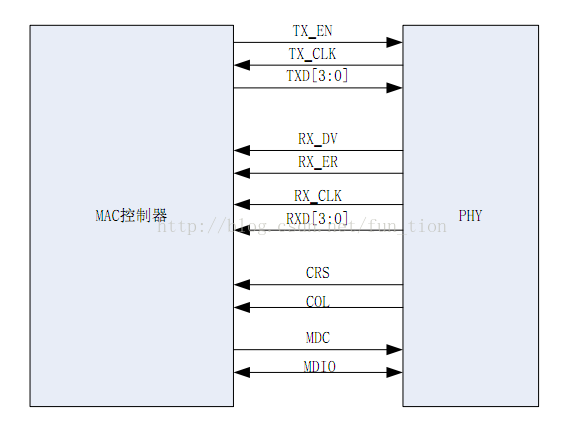 TX_EN
TX_CLK
TXD[3:0]
RX_DV
RX_ER
RX_CLK
RXD[3:0]
MAC控制器
PHY
http://blog.csdn.net/fun_tion
CRS
COL
MDC
MDIO